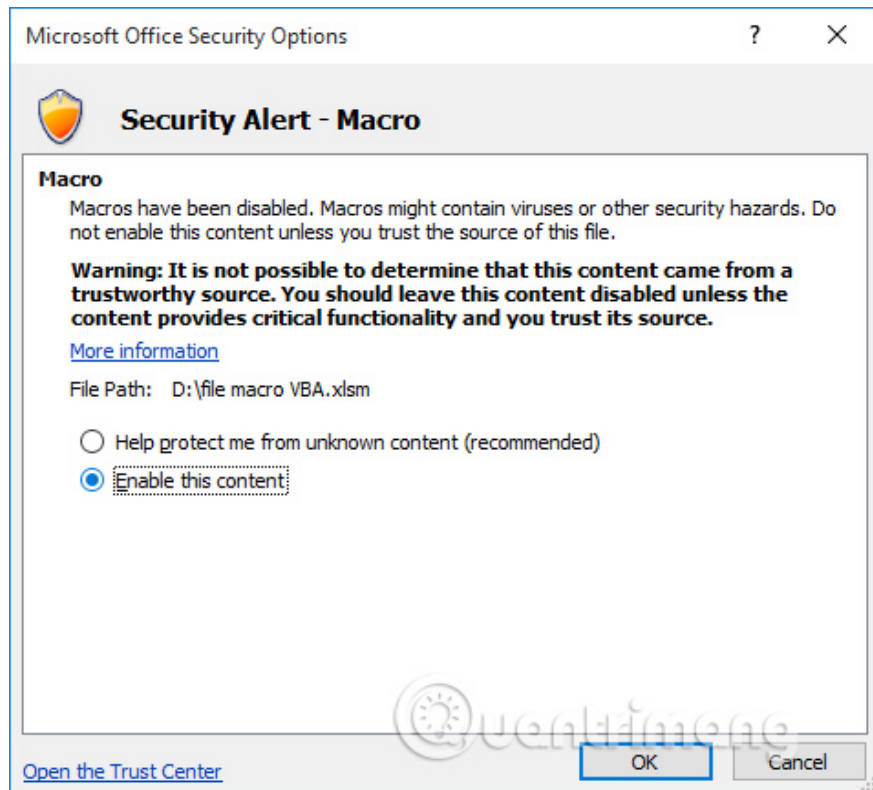 Microsoft Office Security Options
?
Security Alert - Macro
Macro
Macros have been disabled. Macros might contain viruses or other security hazards. Do
not enable this content unless you trust the source of this file.
Warning: It is not possible to determine that this content came from a
trustworthy source. You should leave this content disabled unless the
content provides critical functionality and you trust its source.
More information
File Path: D:\file macro VBA.xlsm
Help protect me from unknown content (recommended)
Enable this content
Quantrimang
Open the Trust Center
OK
Cancel